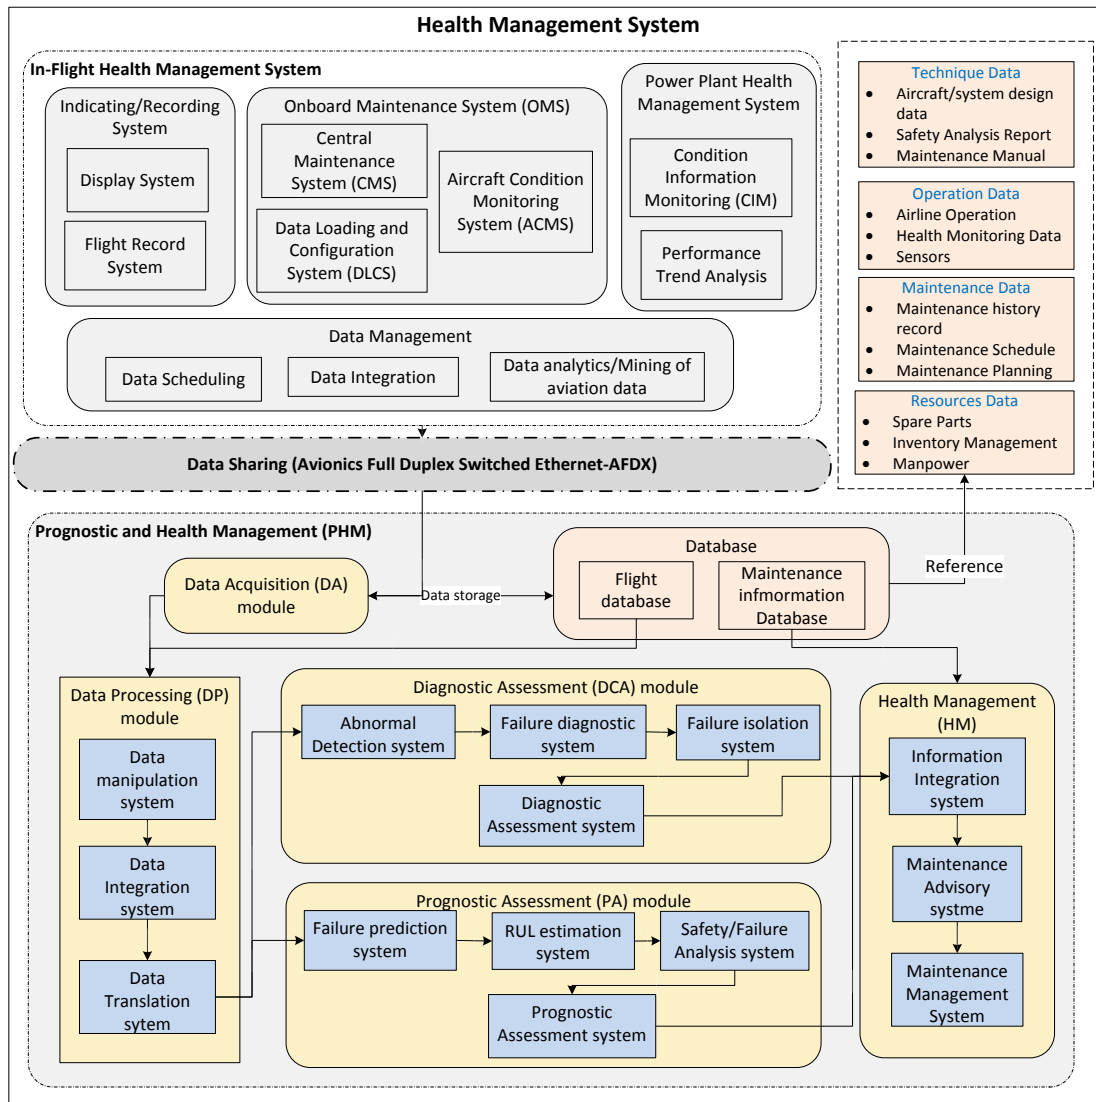 Health Management System
In-Flight Health Management System
Indicating/Recording
System
Display System
Flight Record
System
Onboard Maintenance System (OMS)
Central
Maintenance
System (CMS)
Data Loading and
Configuration
System (DLCS)
Aircraft Condition
Monitoring
System (ACMS)
Power Plant Health
Management System
Condition
Information
Monitoring (CIM)
Performance
Trend Analysis
Data Management
Data Scheduling
Data Integration
Data analytics/Mining of
aviation data
Technique Data
• Aircraft/system design
data
• Safety Analysis Report
• Maintenance Manual
Operation Data
• Airline Operation
• Health Monitoring Data
• Sensors
Maintenance Data
• Maintenance history
record
• Maintenance Schedule
• Maintenance Planning
Resources Data
• Spare Parts
• Inventory Management
• Manpower
Data Sharing (Avionics Full Duplex Switched Ethernet-AFDX)
Prognostic and Health Management (PHM)
Data Acquisition (DA)
module
Data storage
Database
Flight
database
Maintenance
infmormation
Database
Reference
Data Processing (DP)
module
Data
manipulation
system
Data
Integration
system
Data
Translation
sytem
Diagnostic Assessment (DCA) module
Abnormal
Detection system
Failure diagnostic
system
Failure isolation
system
Diagnostic
Assessment system
Prognostic Assessment (PA) module
Failure prediction
system
RUL estimation
system
Safety/Failure
Analysis system
Prognostic
Assessment system
Health Management
(HM)
Information
Integration
system
Maintenance
Advisory
systme
Maintenance
Management
System